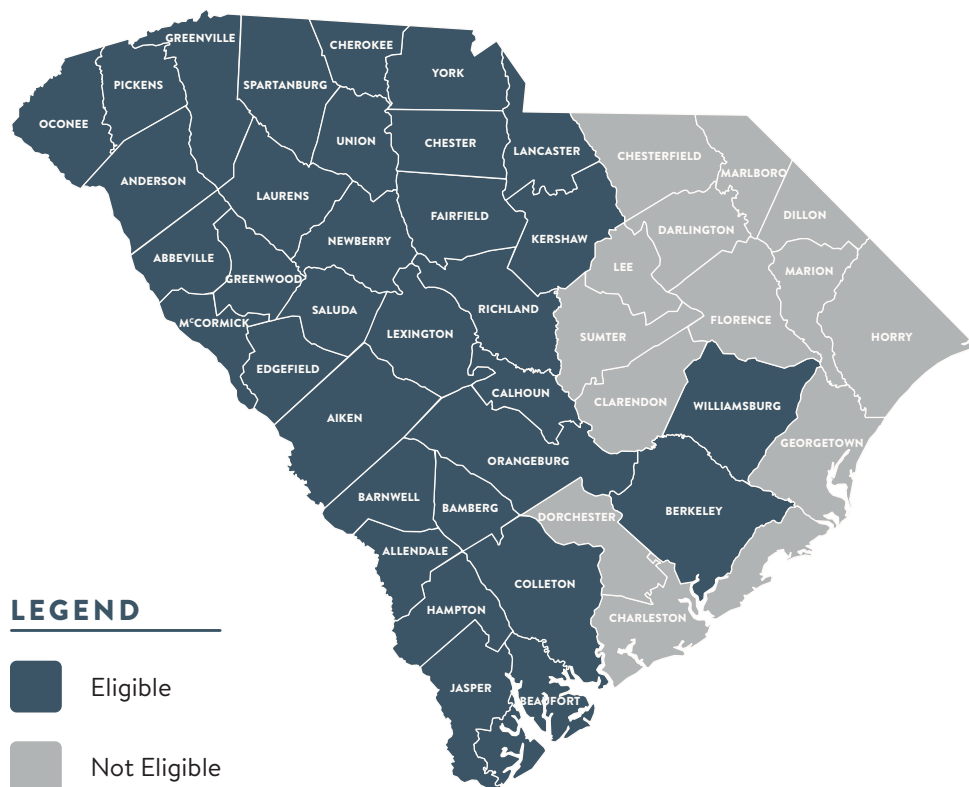 GREENVILLE
CHEROKEE
YORK
PICKENS
SPARTANBURG
OCONEE
UNION
CHESTER
LANCASTER
CHESTERFIELD
MARLBORO
ANDERSON
LAURENS
FAIRFIELD
DILLON
DARLINGTON
NEWBERRY
KERSHAW
ABBEVILLE
LEE
MARION
GREENWOOD
SALUDA
RICHLAND
McCORMICK
LEXINGTON
SUMTER
FLORENCE
HORRY
EDGEFIELD
CALHOUN
CLARENDON
WILLIAMSBURG
AIKEN
GEORGETOWN
ORANGEBURG
BARNWELL
BAMBERG
DORCHESTER
BERKELEY
ALLENDALE
COLLETON
HAMPTON
CHARLESTON
JASPER
BEAUFORT
LEGEND
Eligible
Not Eligible